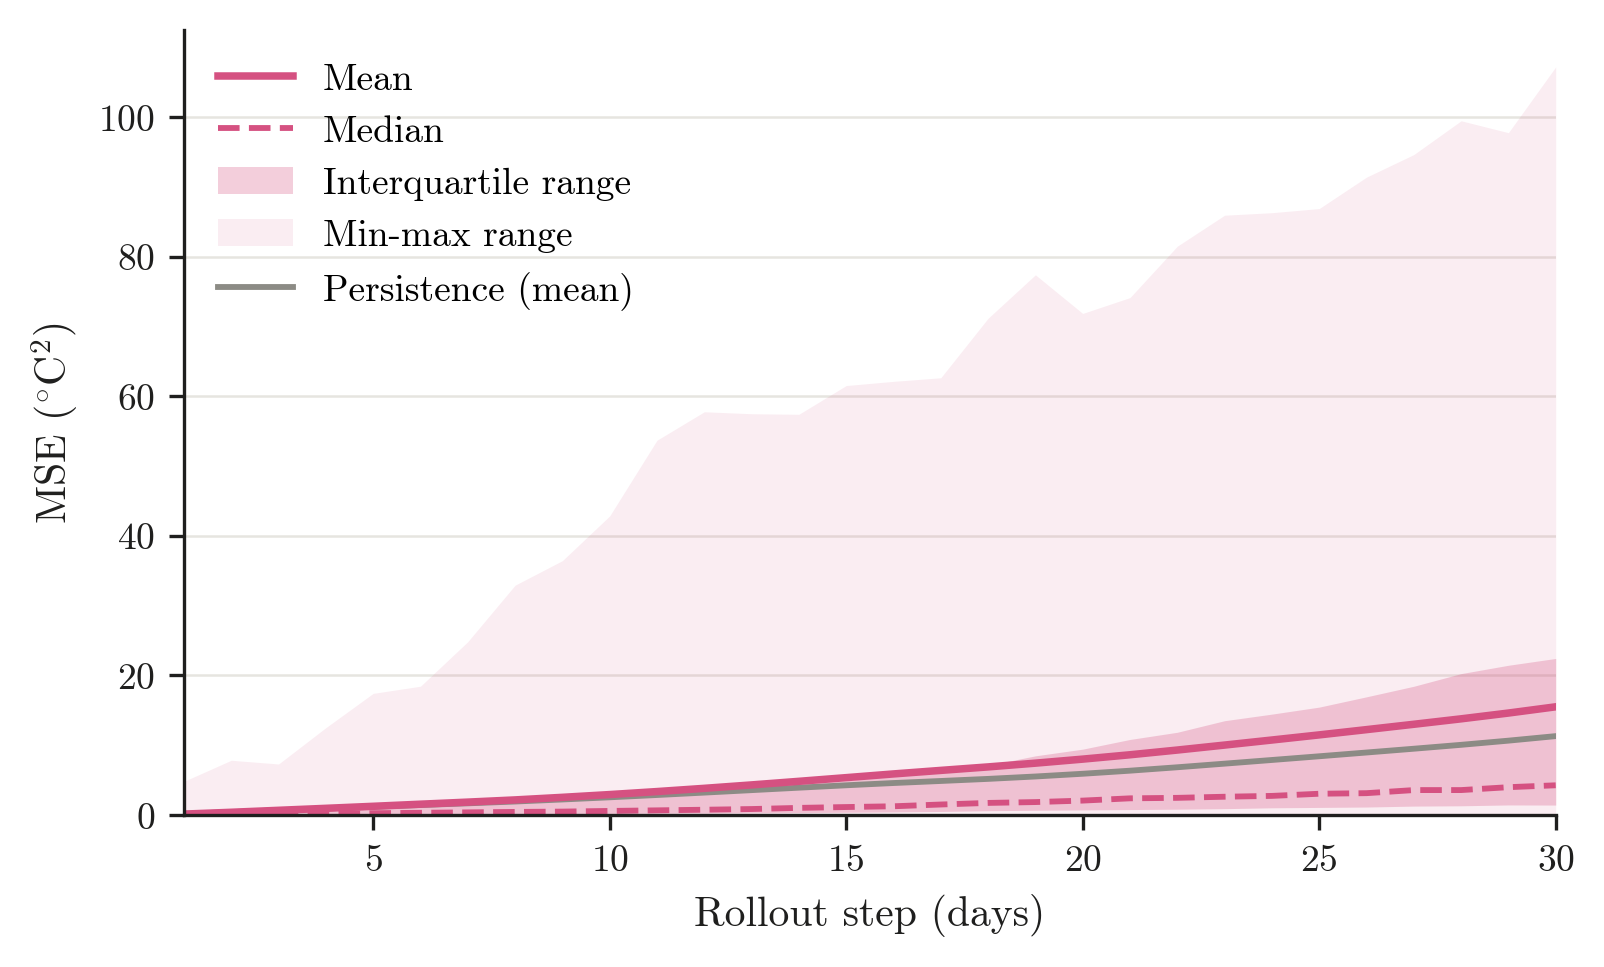 Mean
Median
Interquartile range
Min-max range
Persistence (mean)
MSE (°C²)
100
80
60
40
20
0
5 10 15 20 25 30
Rollout step (days)